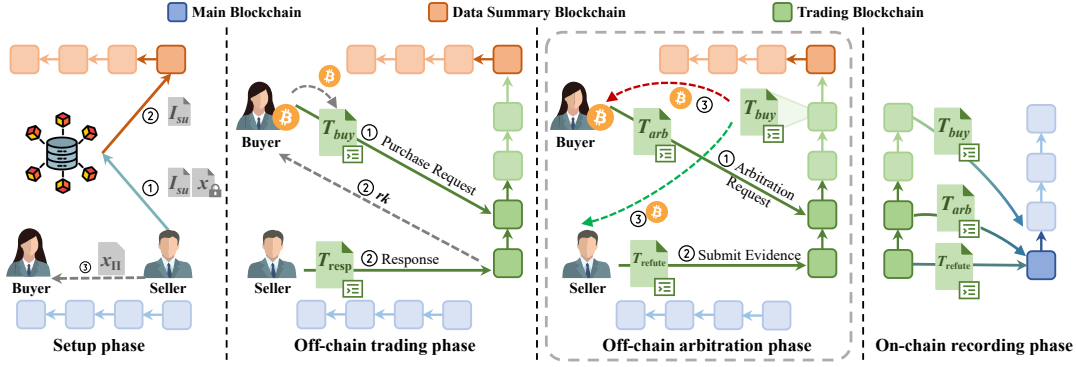 Main Blockchain
Data Summary Blockchain
Trading Blockchain
② I_su
① I_su x
③ x_Π
Buyer
Seller
Setup phase
Buyer
T_buy
① Purchase Request
② rk
T_resp
② Response
Seller
Off-chain trading phase
Buyer
③
T_buy
T_arb
① Arbitration
Request
③
T_refute
② Submit Evidence
Seller
Off-chain arbitration phase
T_buy
T_arb
T_refute
On-chain recording phase